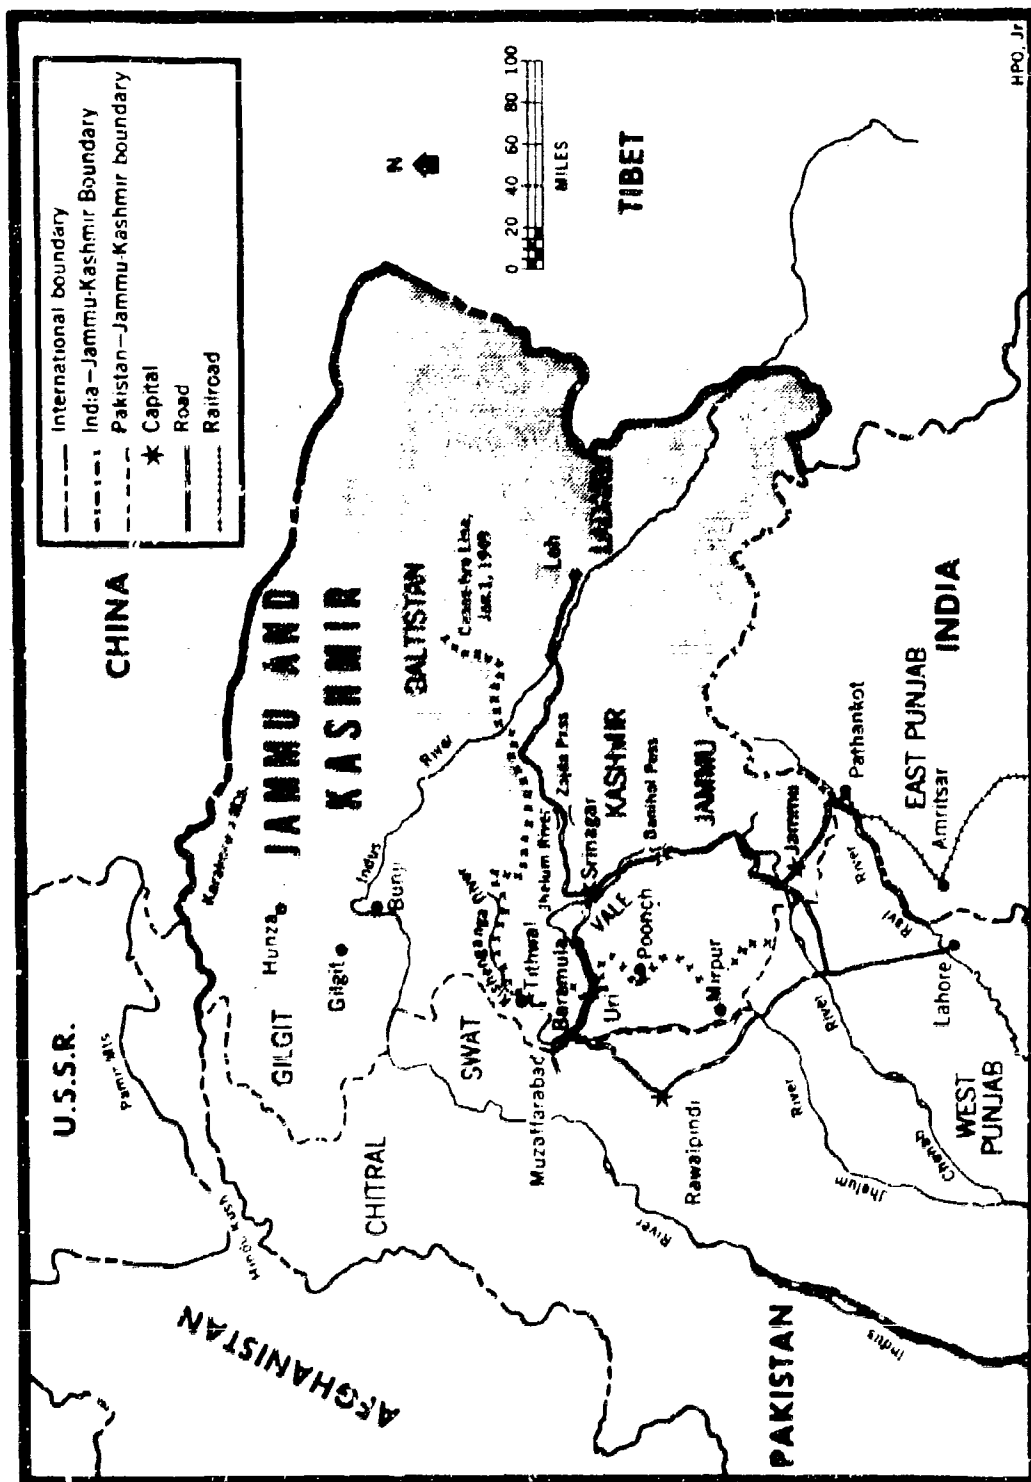 International boundary
India–Jammu-Kashmir Boundary
Pakistan–Jammu-Kashmir boundary
Capital
Road
Railroad
N
0 20 40 60 80 100
MILES
U.S.S.R.
CHINA
AFGHANISTAN
TIBET
PAKISTAN
INDIA
Pamir Mts
Hindu Kush
JAMMU AND
KASHMIR
GILGIT
Hunza
Gilgit
CHITRAL
Indus
River
Bunji
BALTISTAN
Cease-fire Line,
Jan. 1, 1949
SWAT
River
Tithwal
Jhelum River
Zojila Pass
Leh
LADAKH
Muzaffarabad
Baramula
Srinagar
Uri
VALE
KASHMIR
Poonch
Banihal Pass
Mirpur
JAMMU
Jammu
Rawalpindi
River
Indus
River
Jhelum
River
Chenab
River
Ravi
Pathankot
WEST
PUNJAB
Lahore
EAST PUNJAB
Amritsar
HPO, Jr